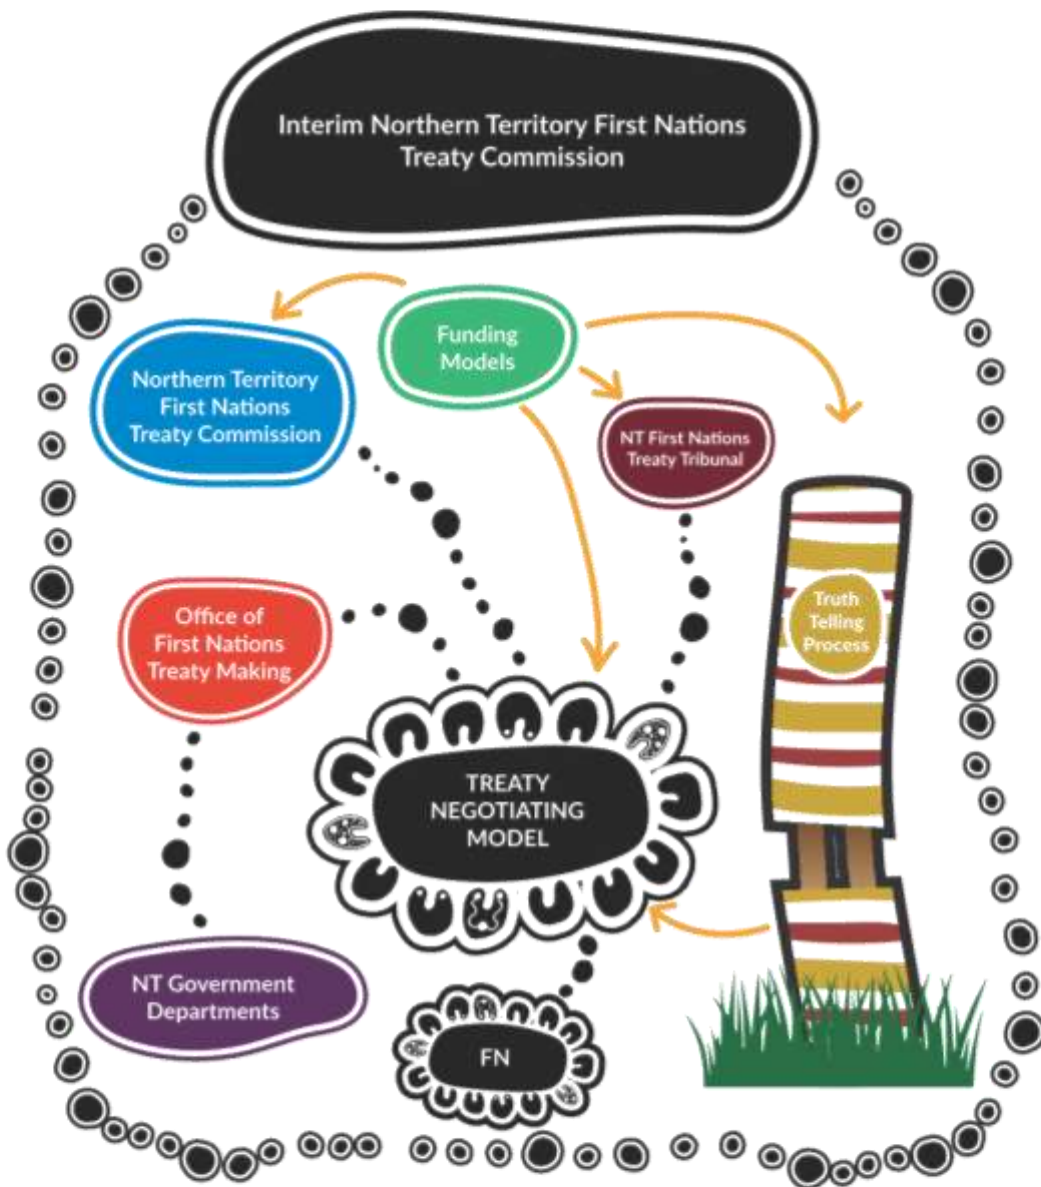 Interim Northern Territory First Nations
Treaty Commission
Funding
Models
Northern Territory
First Nations
Treaty Commission
NT First Nations
Treaty Tribunal
Office of
First Nations
Treaty Making
Truth
Telling
Process
TREATY
NEGOTIATING
MODEL
NT Government
Departments
FN